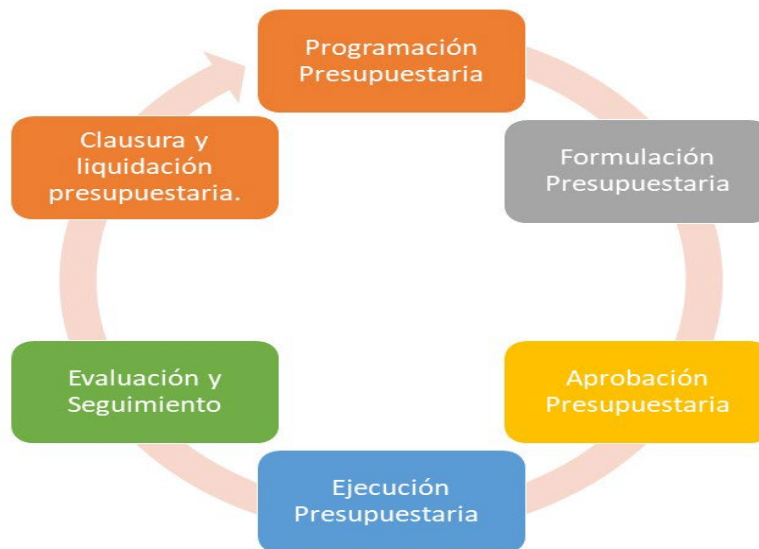 Programación
Presupuestaria
Formulación
Presupuestaria
Aprobación
Presupuestaria
Ejecución
Presupuestaria
Evaluación y
Seguimiento
Clausura y
liquidación
presupuestaria.